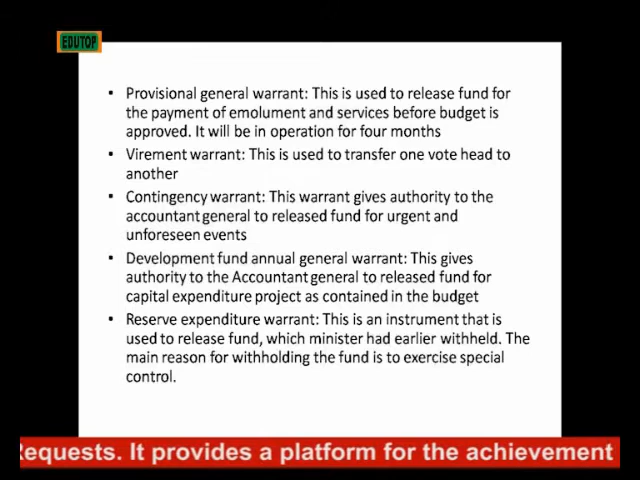 EDUTOP
• Provisional general warrant: This is used to release fund for
the payment of emolument and services before budget is
approved. It will be in operation for four months
• Virement warrant: This is used to transfer one vote head to
another
• Contingency warrant: This warrant gives authority to the
accountant general to released fund for urgent and
unforeseen events
• Development fund annual general warrant: This gives
authority to the Accountant general to released fund for
capital expenditure project as contained in the budget
• Reserve expenditure warrant: This is an instrument that is
used to release fund, which minister had earlier withheld. The
main reason for withholding the fund is to exercise special
control.
Requests. It provides a platform for the achievement